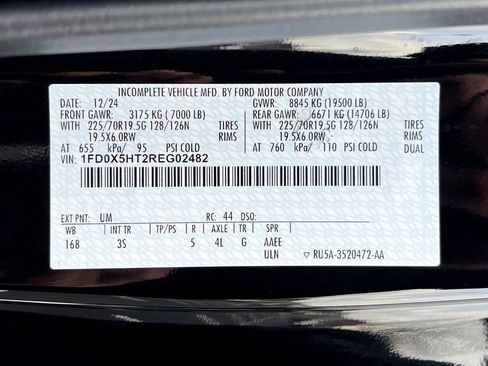 INCOMPLETE VEHICLE MFD. BY FORD MOTOR COMPANY
DATE: 12/24 GVWR: 8845 KG (19500 LB)
FRONT GAWR: 3175 KG ( 7000 LB) REAR GAWR: 6671 KG (14706 LB)
WITH 225/70R19.5G 128/126N TIRES WITH 225/70R19.5G 128/126N TIRES
19.5X6.0RW RIMS 19.5X6.0RW RIMS
AT 655 kPa/ 95 PSI COLD AT 760 kPa/ 110 PSI COLD DUAL
VIN: 1FD0X5HT2REG02482
EXT PNT: UM RC: 44 DSO:
WB INT TR TP/PS R AXLE TR SPR
168 3S 5 4L G AAEE
ULN RU5A-3520472-AA